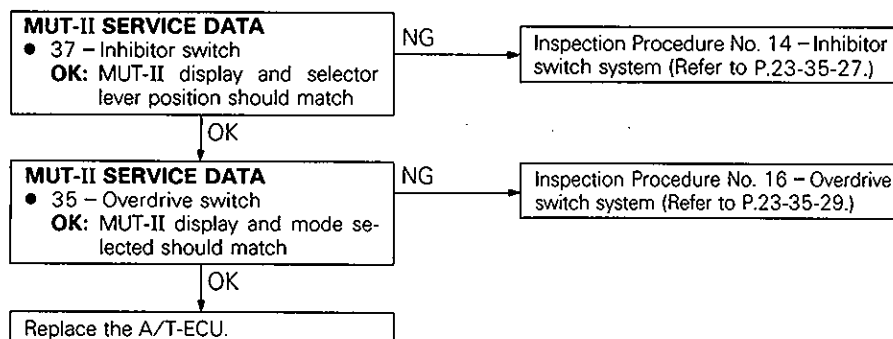 MUT-II SERVICE DATA
● 37 – Inhibitor switch
OK: MUT-II display and selector
lever position should match
NG
Inspection Procedure No. 14 – Inhibitor
switch system (Refer to P.23-35-27.)
OK
MUT-II SERVICE DATA
● 35 – Overdrive switch
OK: MUT-II display and mode se-
lected should match
NG
Inspection Procedure No. 16 – Overdrive
switch system (Refer to P.23-35-29.)
OK
Replace the A/T-ECU.